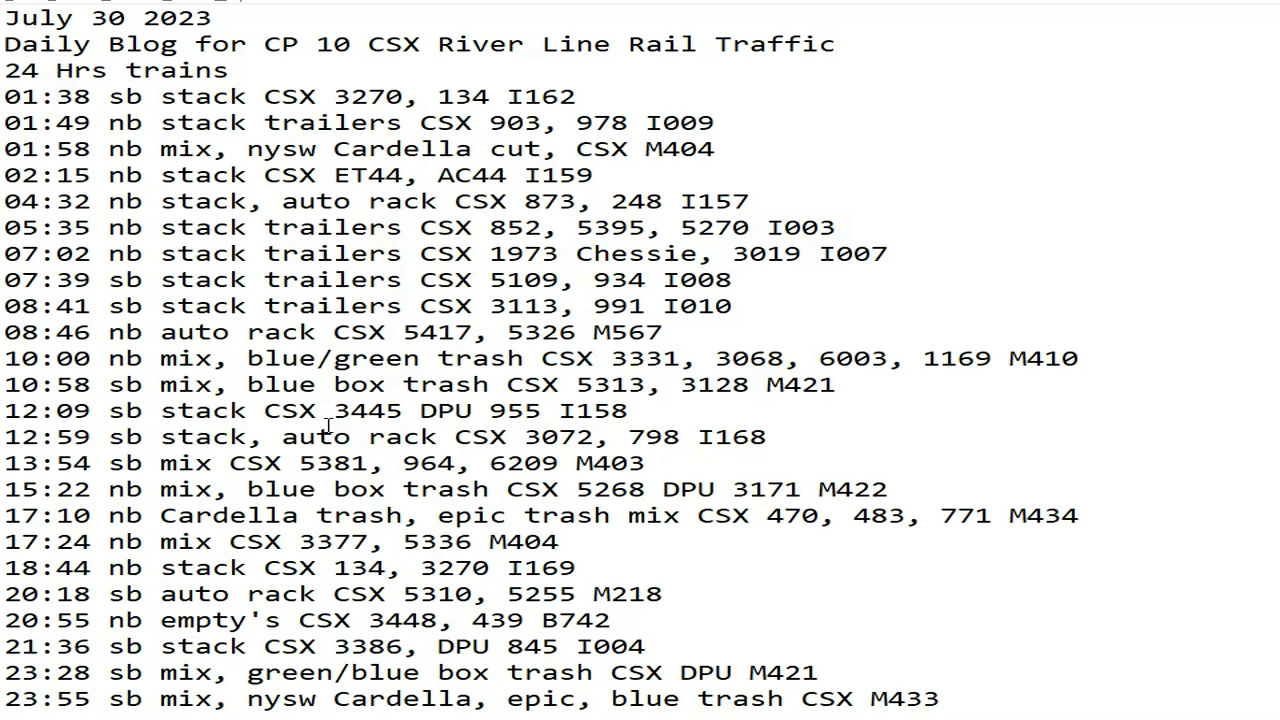 July 30 2023
Daily Blog for CP 10 CSX River Line Rail Traffic
24 Hrs trains
01:38 sb stack CSX 3270, 134 I162
01:49 nb stack trailers CSX 903, 978 I009
01:58 nb mix, nysw Cardella cut, CSX M404
02:15 nb stack CSX ET44, AC44 I159
04:32 nb stack, auto rack CSX 873, 248 I157
05:35 nb stack trailers CSX 852, 5395, 5270 I003
07:02 nb stack trailers CSX 1973 Chessie, 3019 I007
07:39 sb stack trailers CSX 5109, 934 I008
08:41 sb stack trailers CSX 3113, 991 I010
08:46 nb auto rack CSX 5417, 5326 M567
10:00 nb mix, blue/green trash CSX 3331, 3068, 6003, 1169 M410
10:58 sb mix, blue box trash CSX 5313, 3128 M421
12:09 sb stack CSX 3445 DPU 955 I158
12:59 sb stack, auto rack CSX 3072, 798 I168
13:54 sb mix CSX 5381, 964, 6209 M403
15:22 nb mix, blue box trash CSX 5268 DPU 3171 M422
17:10 nb Cardella trash, epic trash mix CSX 470, 483, 771 M434
17:24 nb mix CSX 3377, 5336 M404
18:44 nb stack CSX 134, 3270 I169
20:18 sb auto rack CSX 5310, 5255 M218
20:55 nb empty's CSX 3448, 439 B742
21:36 sb stack CSX 3386, DPU 845 I004
23:28 sb mix, green/blue box trash CSX DPU M421
23:55 sb mix, nysw Cardella, epic, blue trash CSX M433